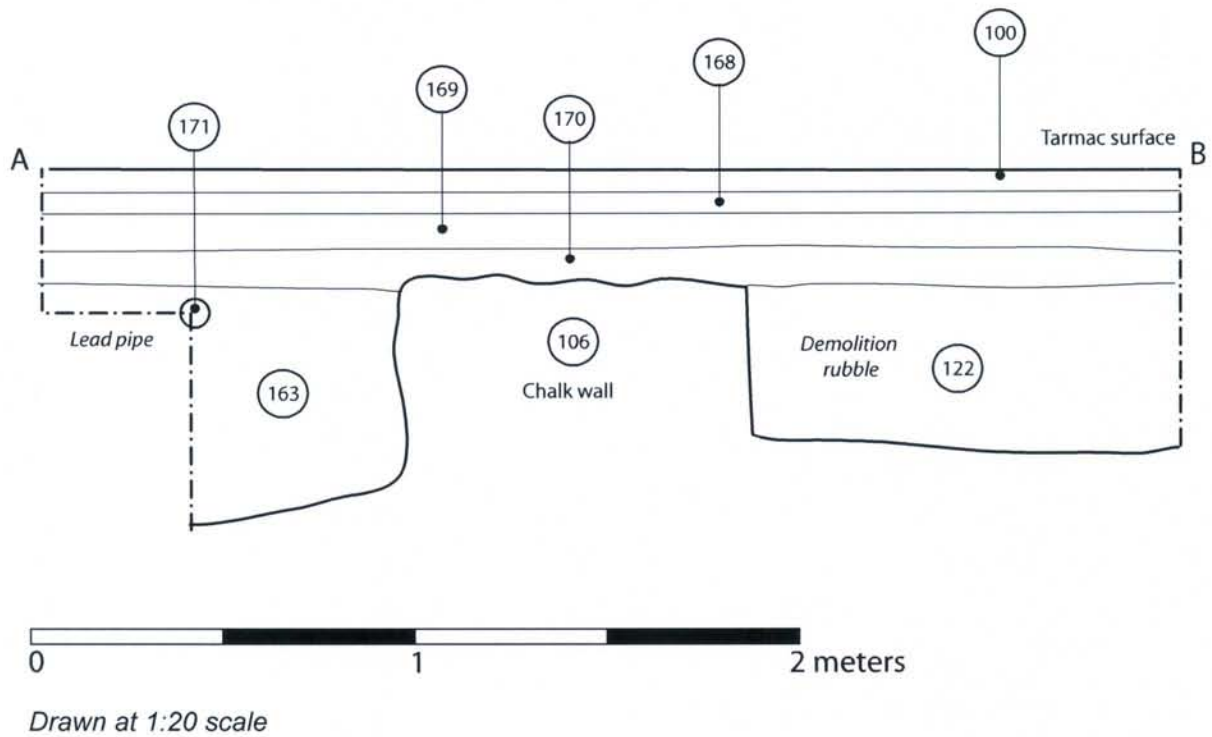 100
168
169
170
171
Tarmac surface
A
B
Lead pipe
106
Chalk wall
163
Demolition
rubble
122
0
1
2 meters
Drawn at 1:20 scale